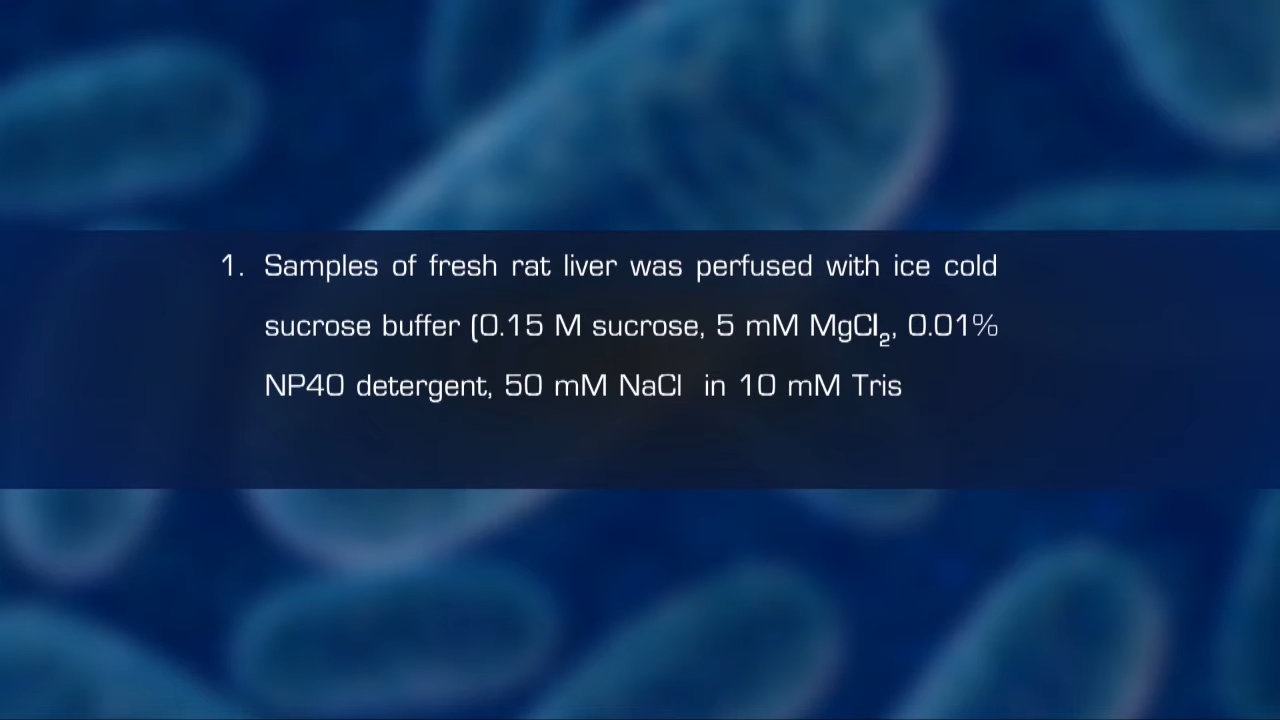 1. Samples of fresh rat liver was perfused with ice cold
sucrose buffer (0.15 M sucrose, 5 mM MgCl₂, 0.01%
NP40 detergent, 50 mM NaCl in 10 mM Tris